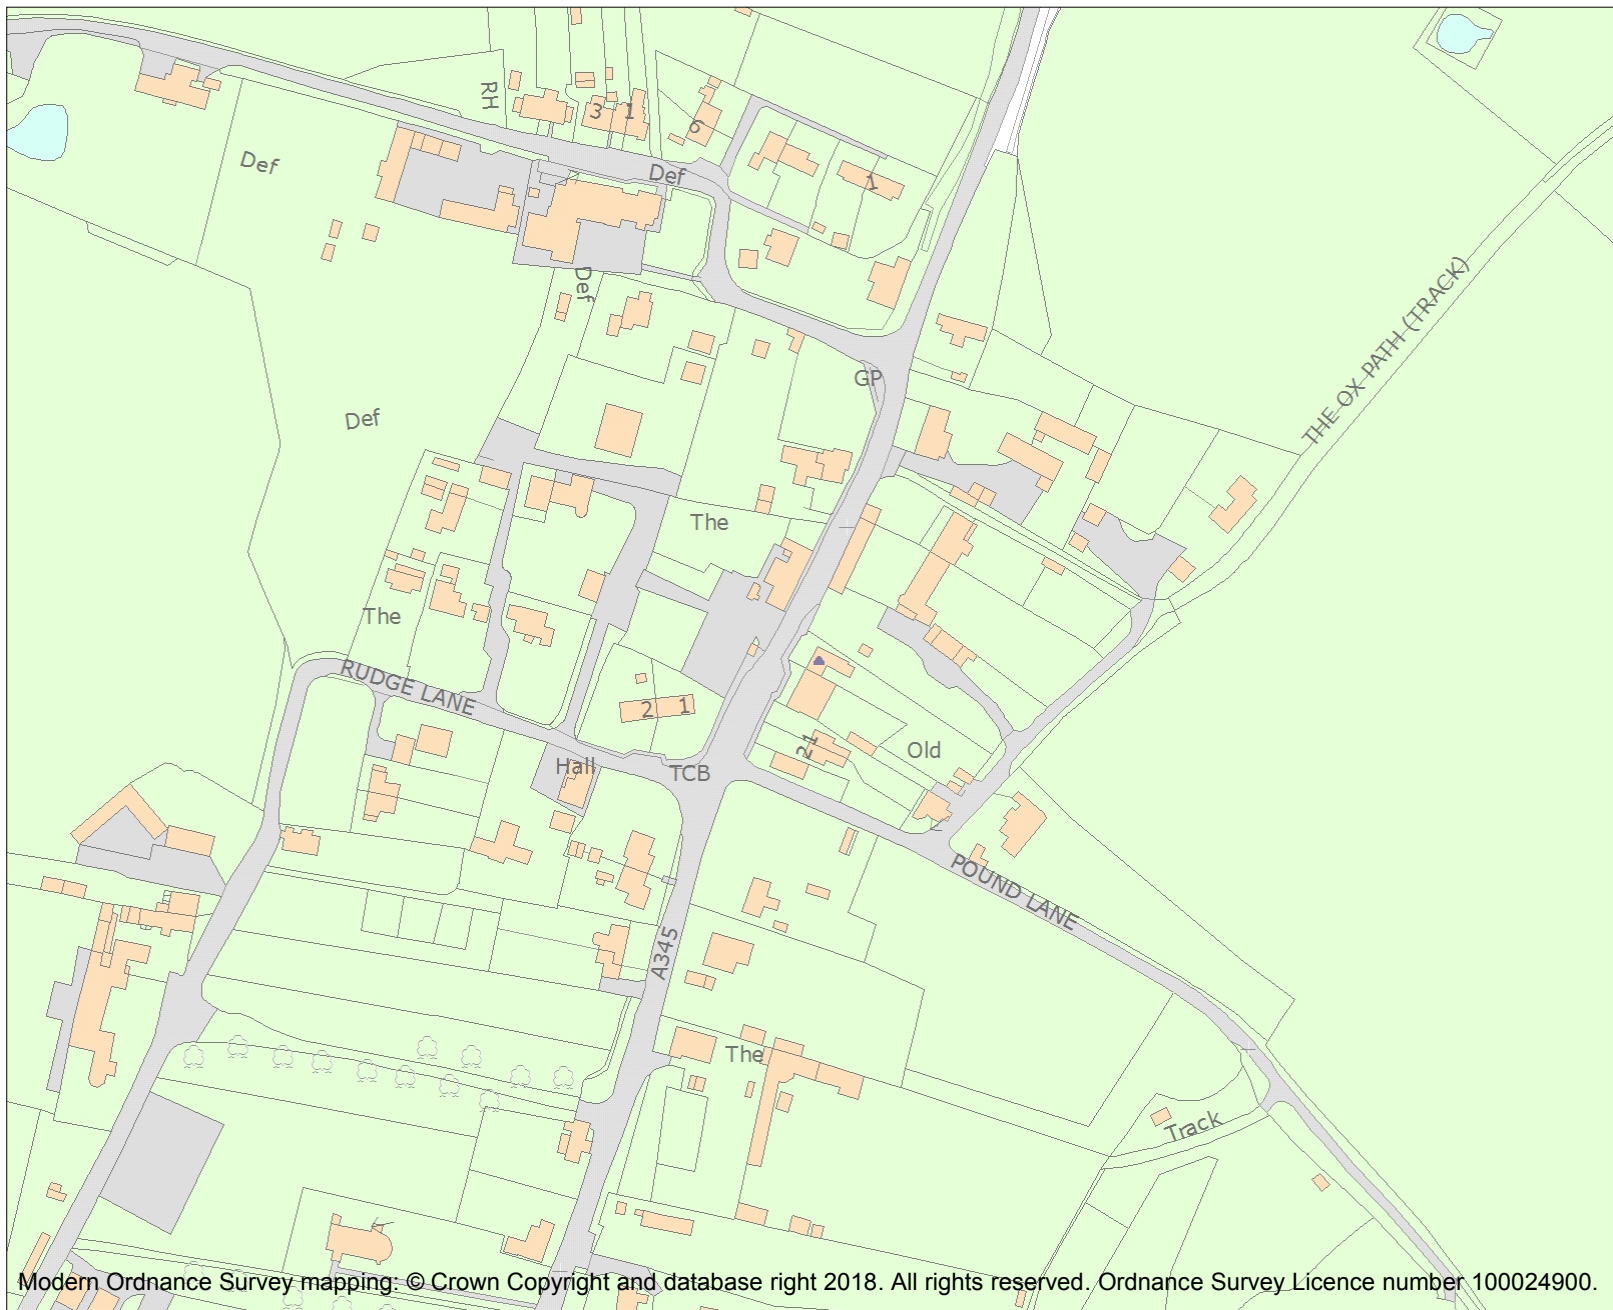 RH
3 1
6
Def
Def
1
Def
THE OX PATH (TRACK)
GP
Def
The
The
RUDGE LANE
2 1
21
Old
Hall
TCB
POUND LANE
A345
The
Track
Modern Ordnance Survey mapping: © Crown Copyright and database right 2018. All rights reserved. Ordnance Survey Licence number 100024900.